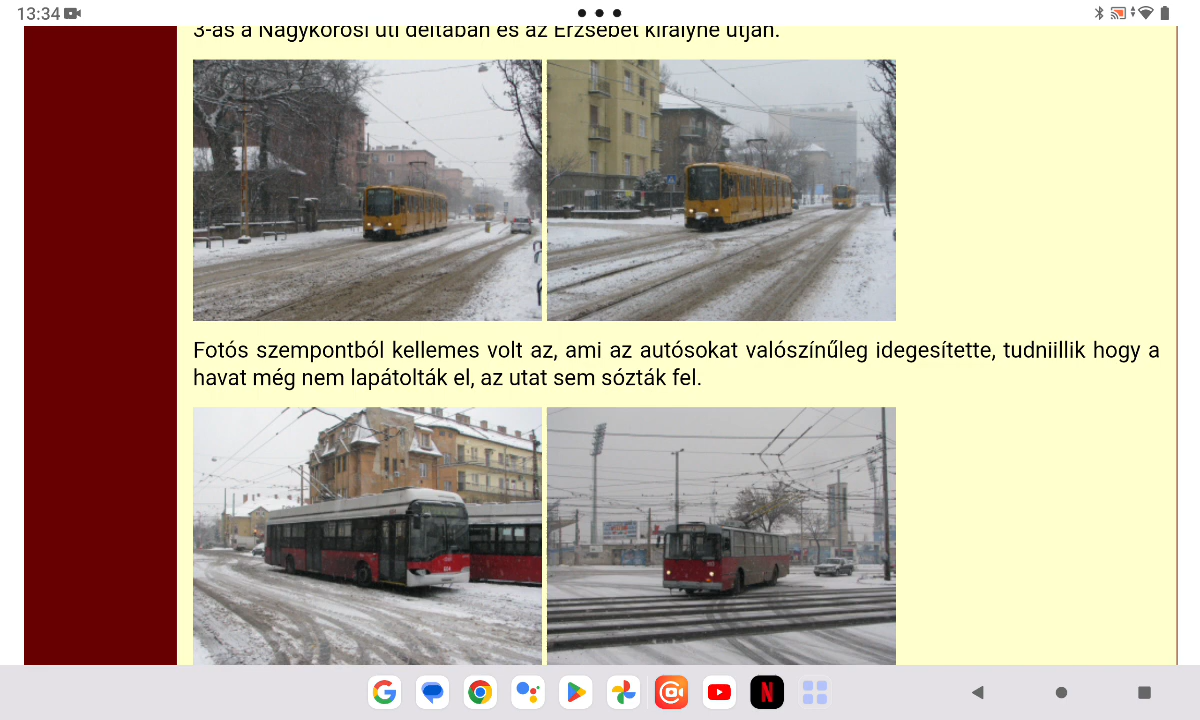 13:34
3-as a Nagykőrösi úti deltában és az Erzsébet királyné útján.
Fotós szempontból kellemes volt az, ami az autósokat valószínűleg idegesítette, tudniillik hogy a
havat még nem lapátolták el, az utat sem sózták fel.